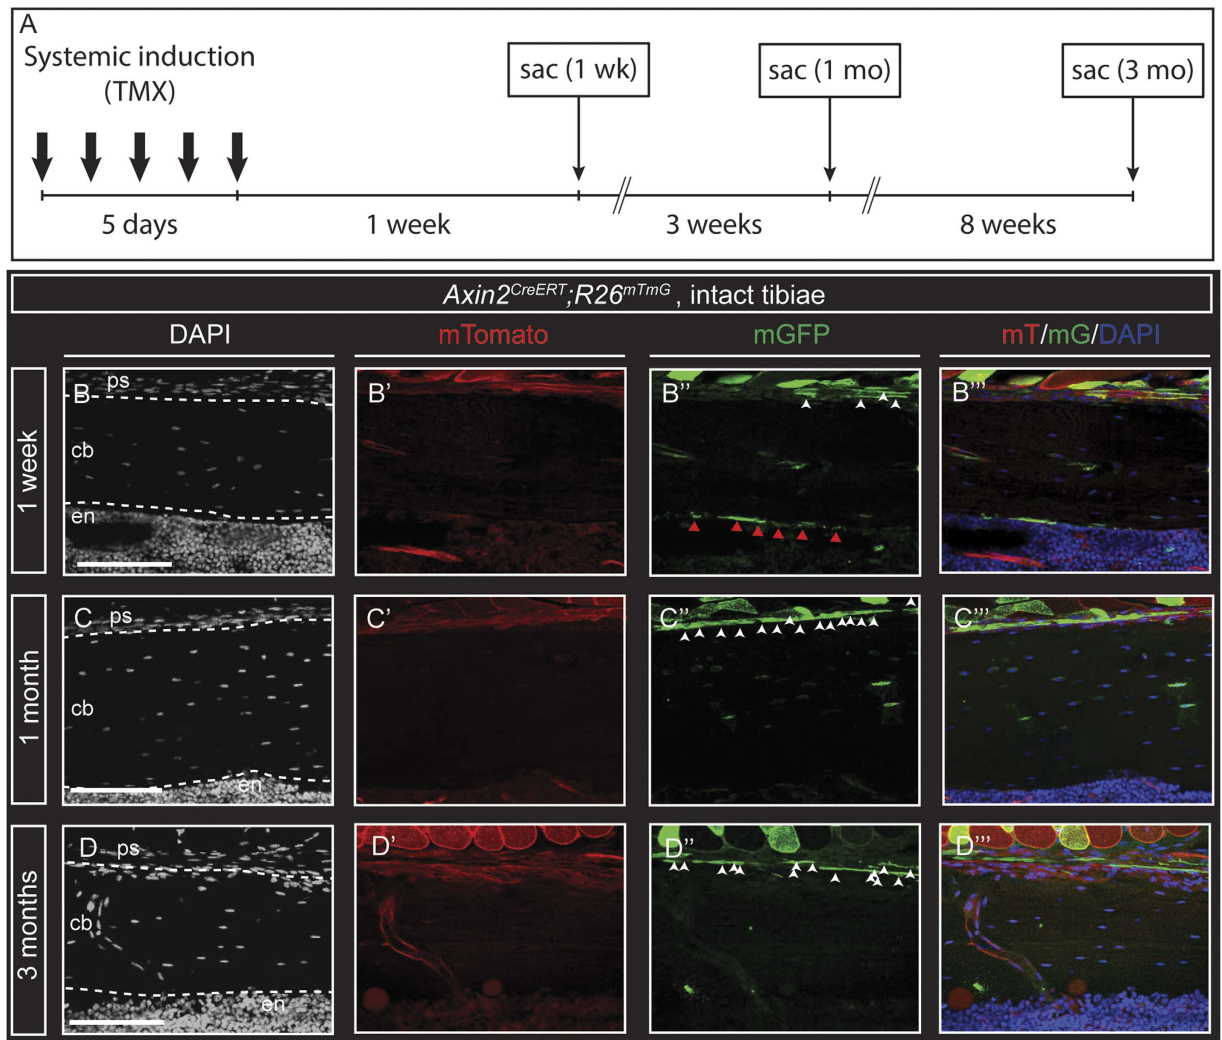 A
Systemic induction
(TMX)
sac (1 wk)
sac (1 mo)
sac (3 mo)
5 days
1 week
3 weeks
8 weeks
Axin2CreERT;R26mTmG , intact tibiae
DAPI
mTomato
mGFP
mT/mG/DAPI
1 week
B
ps
cb
en
B’
B’’
B’’’
1 month
C
ps
cb
en
C’
C’’
C’’’
3 months
D
ps
cb
en
D’
D’’
D’’’